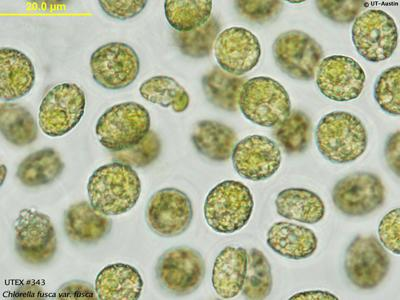 20.0 µm
© UT-Austin
UTEX #343
Chlorella fusca var. fusca